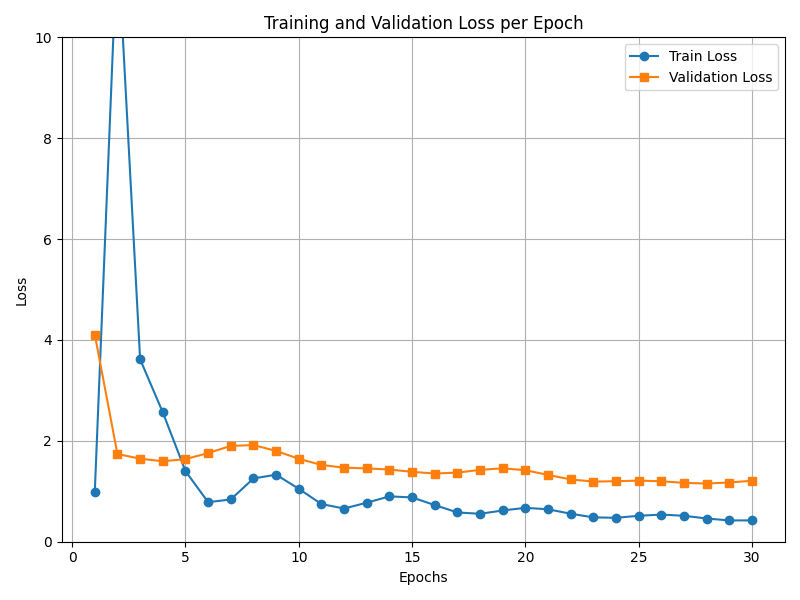 Training and Validation Loss per Epoch
Train Loss
Validation Loss
10
8
6
4
2
0
Loss
0 5 10 15 20 25 30
Epochs